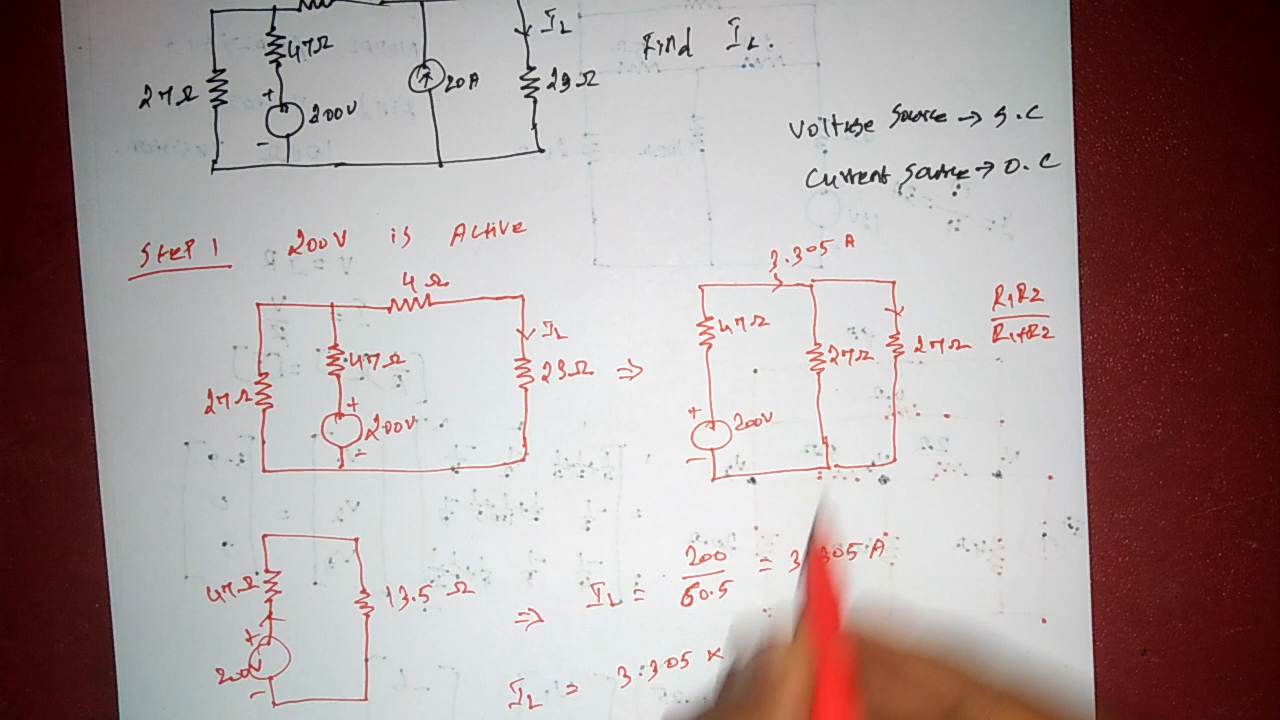 I_L
47Ω
Find I_L.
27Ω
20A
23Ω
+
200V
-
Voltage Source → S.C
Current Source → O.C
Step 1 200V is Active
4Ω
3.305 A
R1R2
R1+R2
I_L
47Ω
47Ω
27Ω
27Ω
23Ω
⇒
27Ω
+
200V
-
+
200V
-
47Ω
13.5 Ω
+
200V
-
⇒ I_L = 200 / 60.5 = 3.305 A
I_L = 3.305 ×